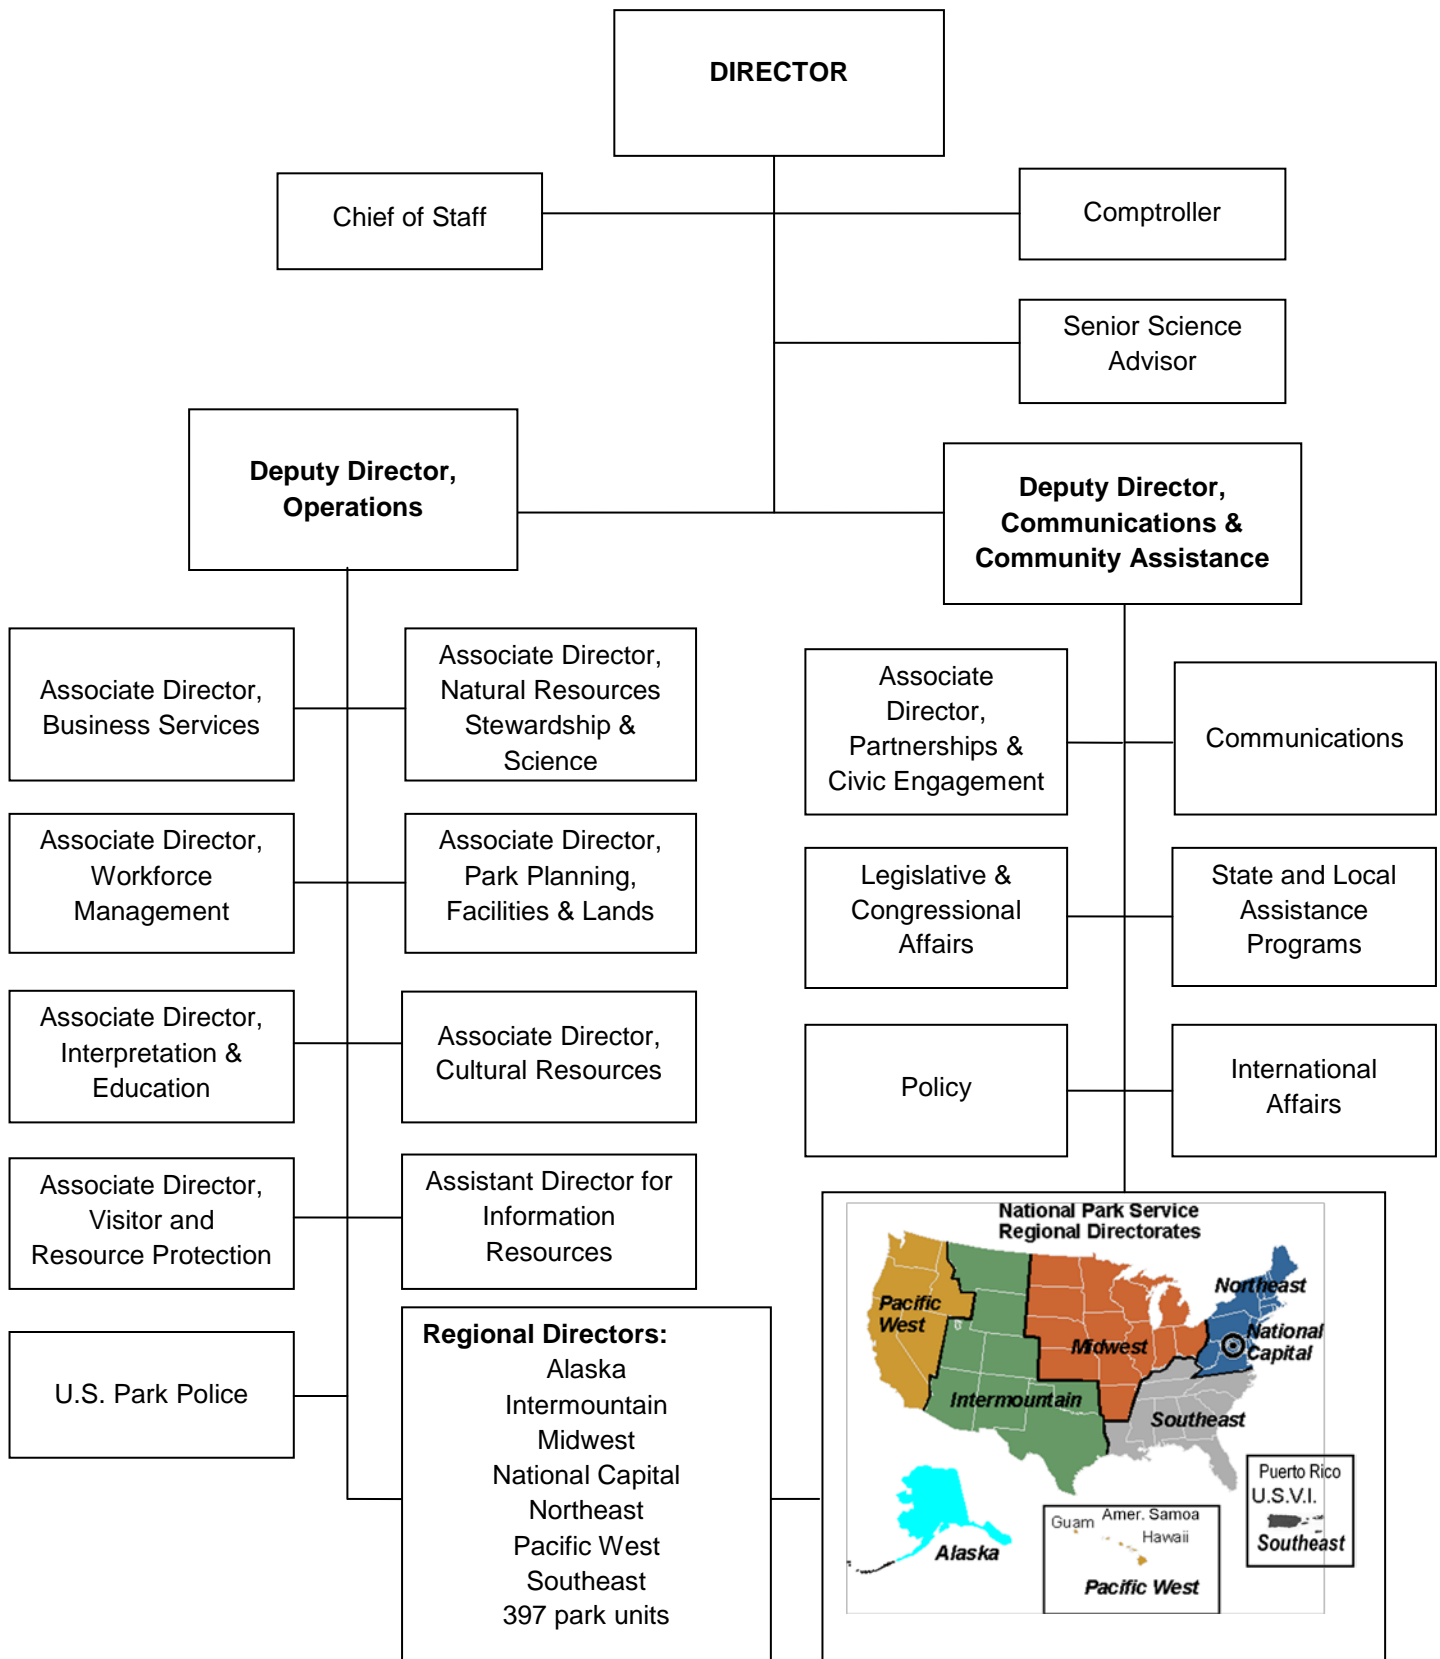 DIRECTOR
Chief of Staff
Comptroller
Senior Science
Advisor
Deputy Director,
Operations
Deputy Director,
Communications &
Community Assistance
Associate Director,
Business Services
Associate Director,
Natural Resources
Stewardship &
Science
Associate
Director,
Partnerships &
Civic Engagement
Communications
Associate Director,
Workforce
Management
Associate Director,
Park Planning,
Facilities & Lands
Legislative &
Congressional
Affairs
State and Local
Assistance
Programs
Associate Director,
Interpretation &
Education
Associate Director,
Cultural Resources
Policy
International
Affairs
Associate Director,
Visitor and
Resource Protection
Assistant Director for
Information
Resources
U.S. Park Police
Regional Directors:
Alaska
Intermountain
Midwest
National Capital
Northeast
Pacific West
Southeast
397 park units
National Park Service
Regional Directorates
Northeast
Pacific
West
National
Capital
Midwest
Intermountain
Southeast
Puerto Rico
U.S.V.I.
Southeast
Alaska
Guam
Amer. Samoa
Hawaii
Pacific West